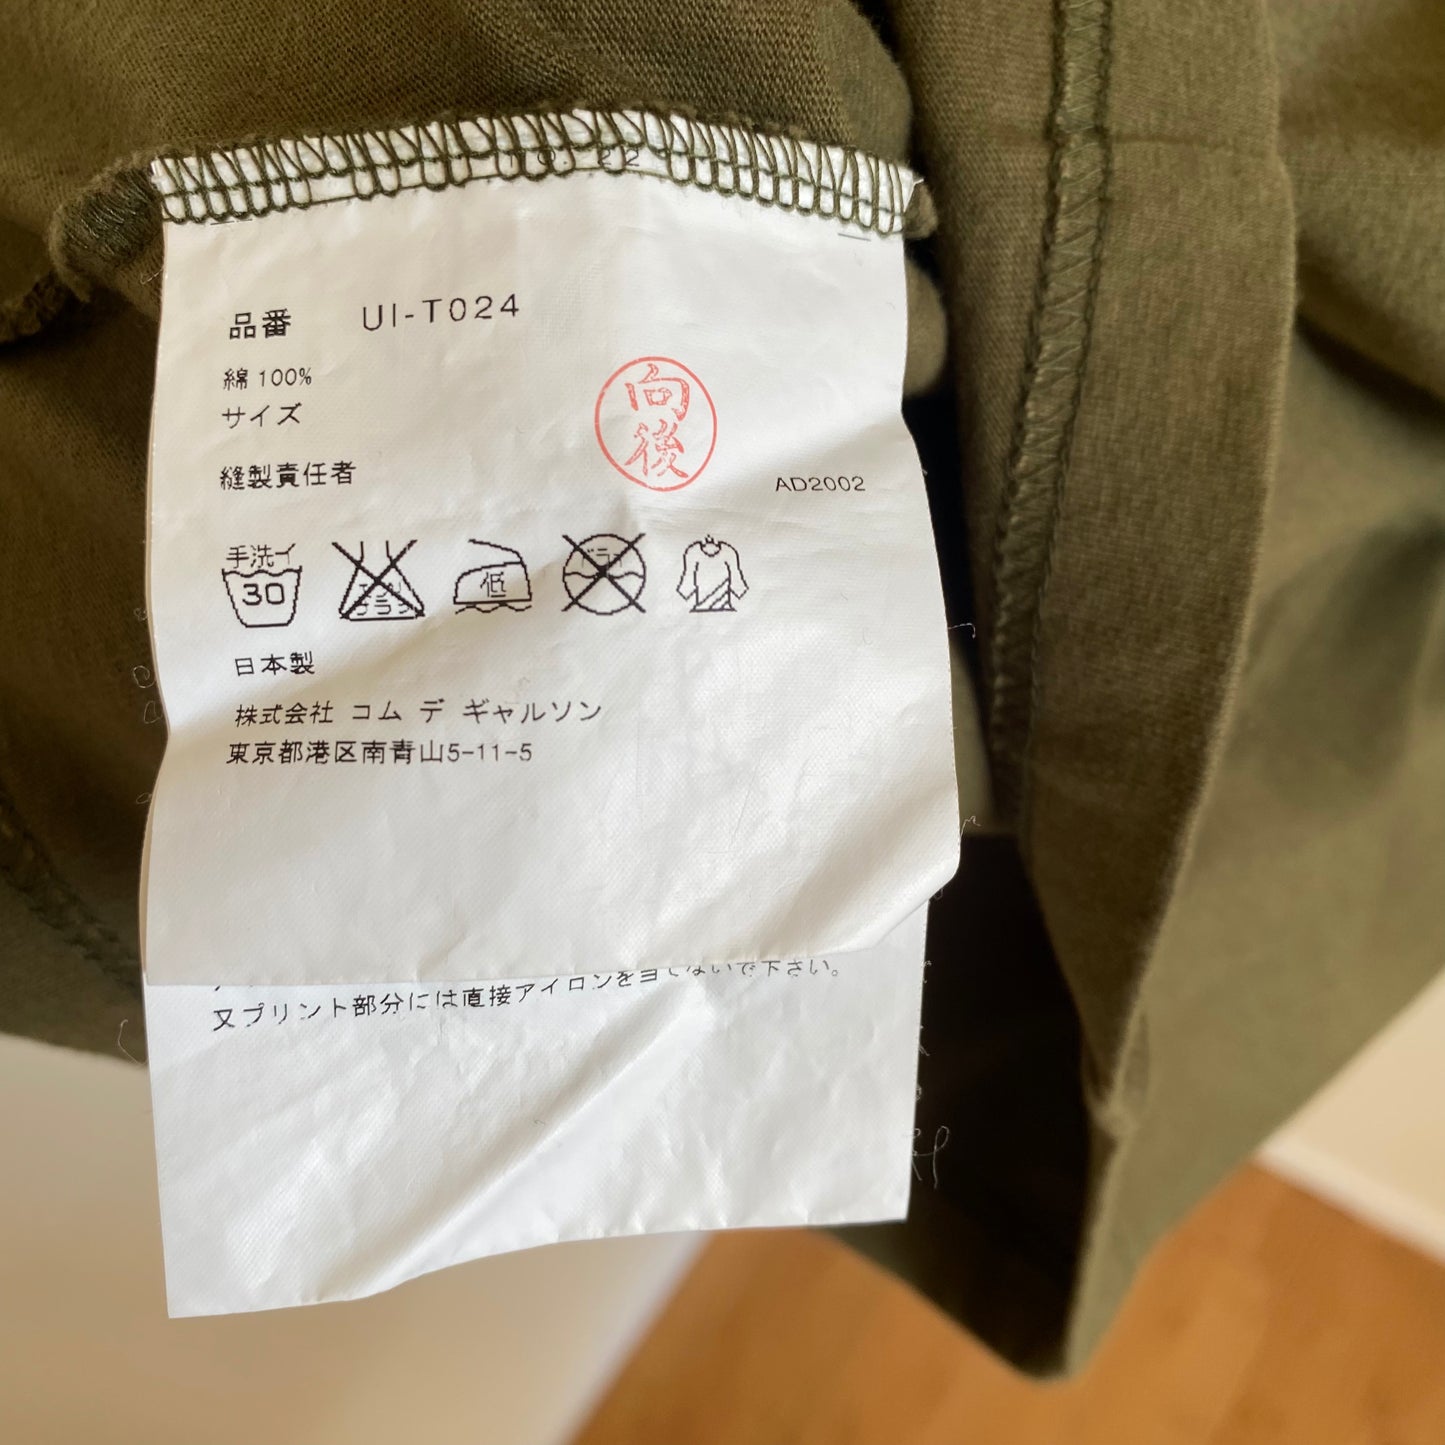 品番 UI-T024
綿 100%
サイズ
向後
縫製責任者
AD2002
手洗イ
30
低
日本製
株式会社 コム デ ギャルソン
東京都港区南青山5-11-5
ないで下さい。
又プリント部分には直接アイロンを